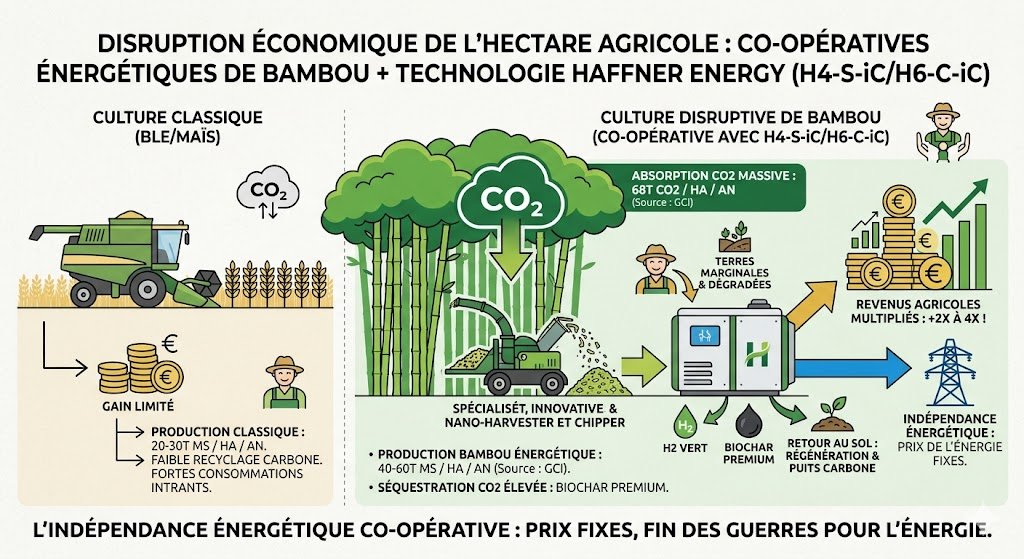 DISRUPTION ÉCONOMIQUE DE L'HECTARE AGRICOLE : CO-OPÉRATIVES
ÉNERGÉTIQUES DE BAMBOU + TECHNOLOGIE HAFFNER ENERGY (H4-S-iC/H6-C-iC)
CULTURE CLASSIQUE
(BLE/MAÏS)
CO₂
€
GAIN LIMITÉ
PRODUCTION CLASSIQUE :
20-30T MS / HA / AN.
FAIBLE RECYCLAGE CARBONE.
FORTES CONSOMMATIONS
INTRANTS.
CULTURE DISRUPTIVE DE BAMBOU
(CO-OPÉRATIVE AVEC H4-S-iC/H6-C-iC)
CO₂
ABSORPTION CO2 MASSIVE :
68T CO2 / HA / AN
(Source : GCI)
TERRES
MARGINALES
& DÉGRADÉES
€
€
€
€
REVENUS AGRICOLES
MULTIPLIÉS : +2X À 4X !
H
SPÉCIALISÉT, INNOVATIVE &
NANO-HARVESTER ET CHIPPER
H₂
H2 VERT
BIOCHAR
PREMIUM
RETOUR AU SOL :
RÉGÉNÉRATION &
PUITS CARBONE
INDÉPENDANCE
ÉNERGÉTIQUE :
PRIX DE L'ÉNERGIE
FIXES.
• PRODUCTION BAMBOU ÉNERGÉTIQUE :
40-60T MS / HA / AN (Source : GCI).
• SÉQUESTRATION CO2 ÉLEVÉE : BIOCHAR PREMIUM.
L'INDÉPENDANCE ÉNERGÉTIQUE CO-OPÉRATIVE : PRIX FIXES, FIN DES GUERRES POUR L'ÉNERGIE.